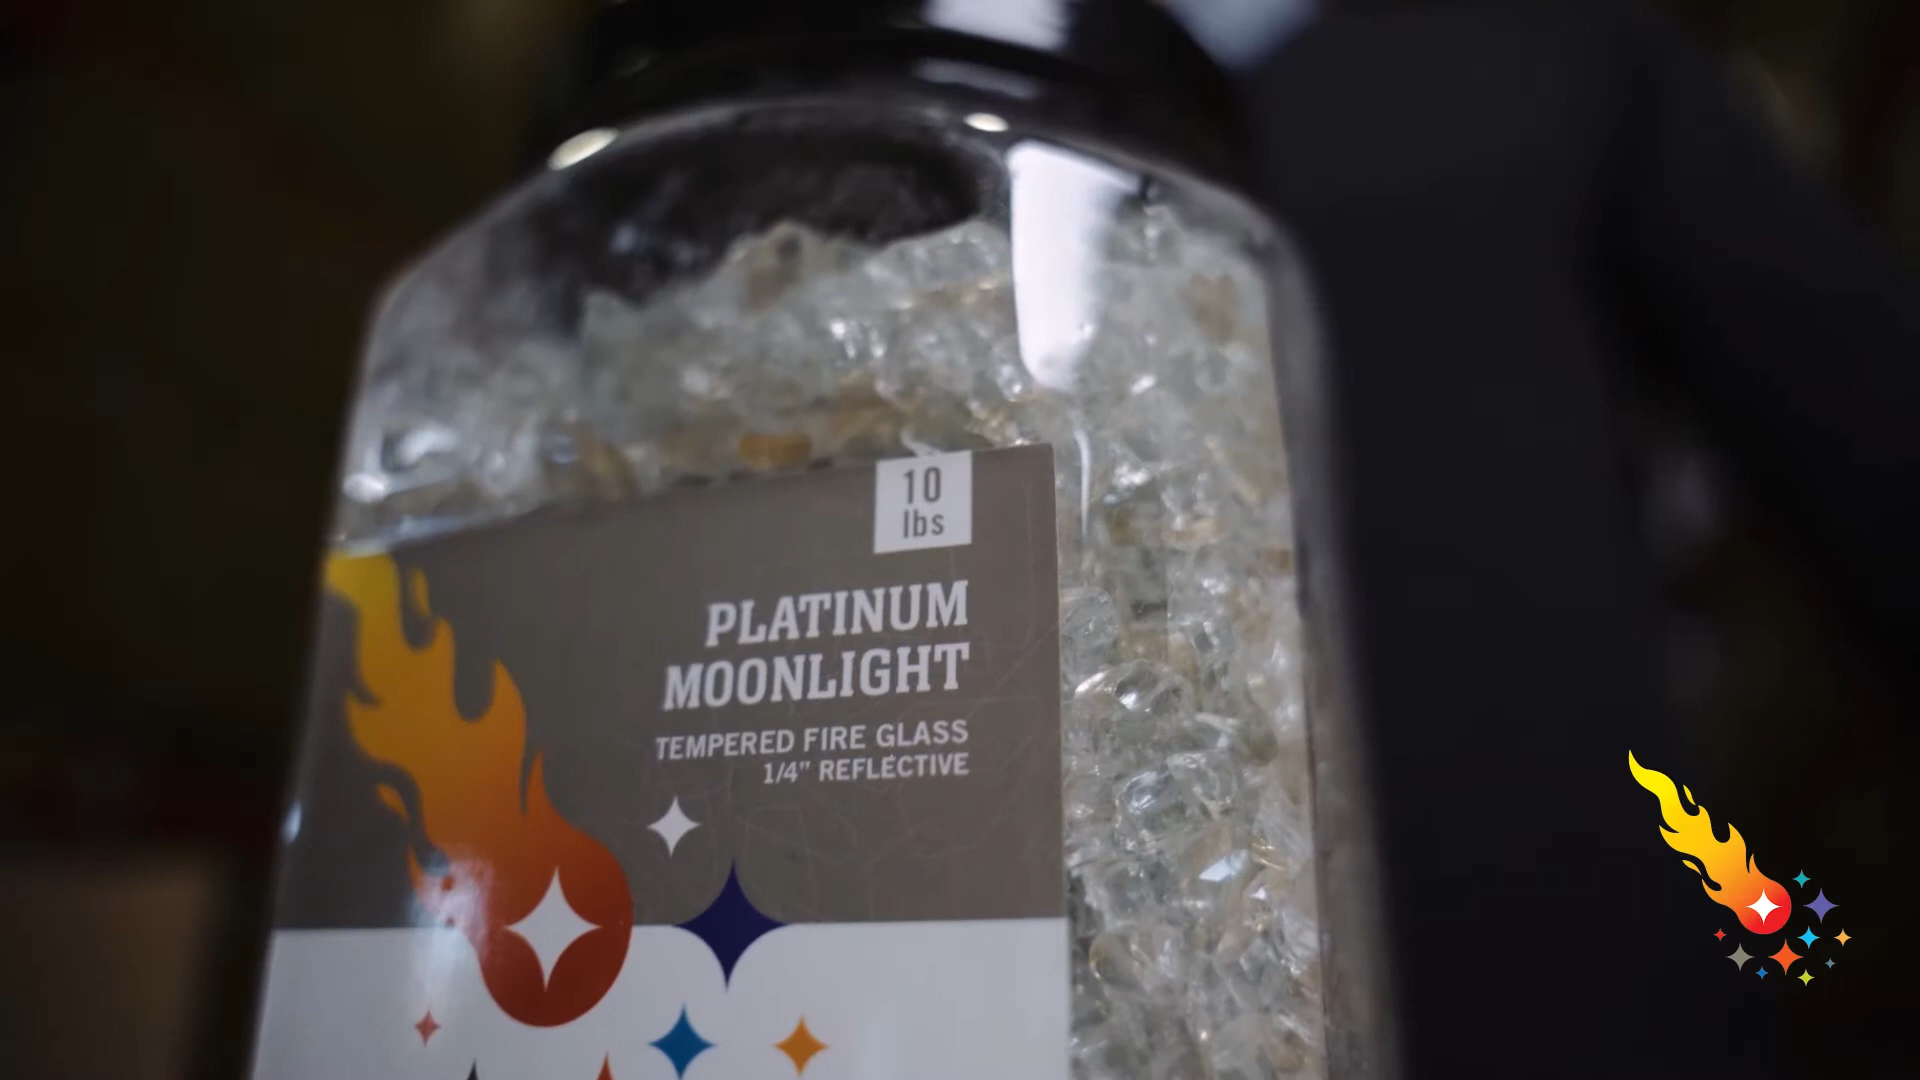 10
lbs
PLATINUM
MOONLIGHT
TEMPERED FIRE GLASS
1/4" REFLECTIVE